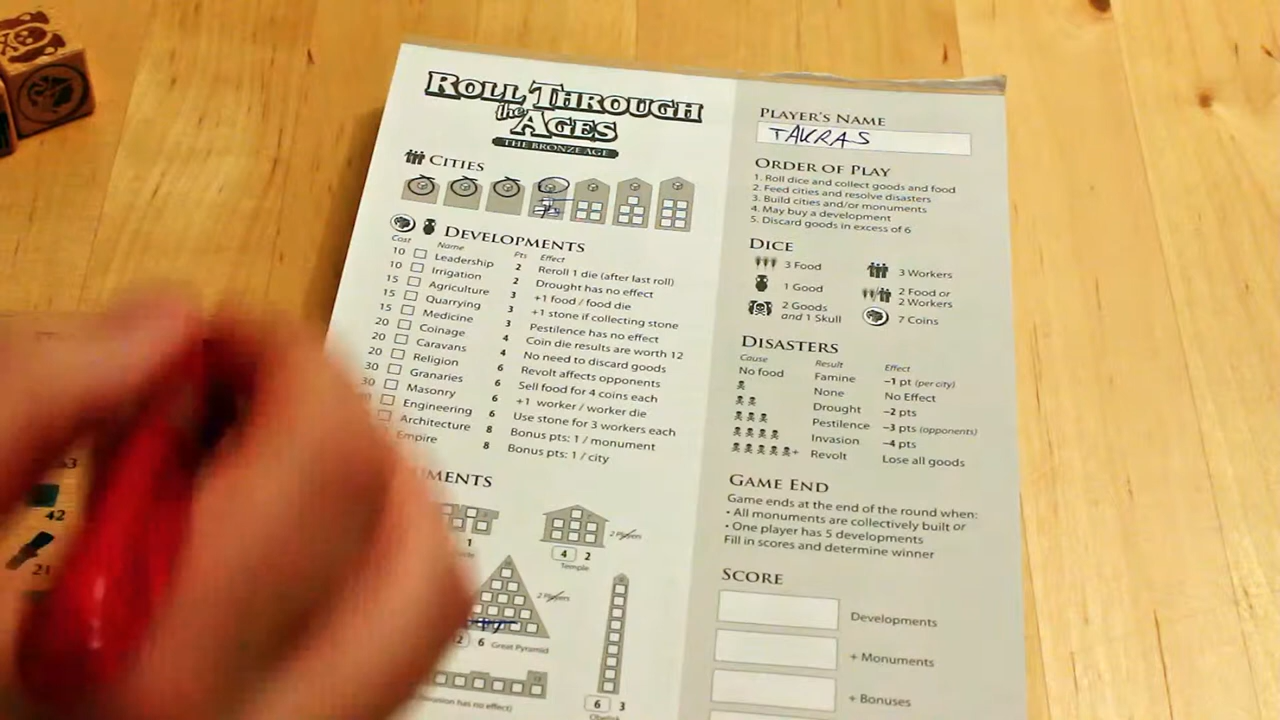 ROLL THROUGH
the AGES
THE BRONZE AGE
CITIES
DEVELOPMENTS
Cost Name Pts Effect
10 Leadership 2 Reroll 1 die (after last roll)
10 Irrigation 2 Drought has no effect
15 Agriculture 3 +1 food / food die
15 Quarrying 3 +1 stone if collecting stone
15 Medicine 3 Pestilence has no effect
20 Coinage 4 Coin die results are worth 12
20 Caravans 4 No need to discard goods
20 Religion 6 Revolt affects opponents
30 Granaries 6 Sell food for 4 coins each
30 Masonry 6 +1 worker / worker die
Engineering 6 Use stone for 3 workers each
Architecture 8 Bonus pts: 1 / monument
Empire 8 Bonus pts: 1 / city
UMENTS
1
2 Players
4 2
Temple
2 Players
2 6 Great Pyramid
13
has no effect)
6 3
PLAYER'S NAME
TAKRAS
ORDER OF PLAY
1. Roll dice and collect goods and food
2. Feed cities and resolve disasters
3. Build cities and/or monuments
4. May buy a development
5. Discard goods in excess of 6
DICE
3 Food
3 Workers
1 Good
2 Food or
2 Workers
2 Goods
and 1 Skull
7 Coins
DISASTERS
Cause Result Effect
No food Famine −1 pt (per city)
None No Effect
Drought −2 pts
Pestilence −3 pts (opponents)
Invasion −4 pts
+ Revolt Lose all goods
GAME END
Game ends at the end of the round when:
• All monuments are collectively built or
• One player has 5 developments
Fill in scores and determine winner
SCORE
Developments
+ Monuments
+ Bonuses
42
21